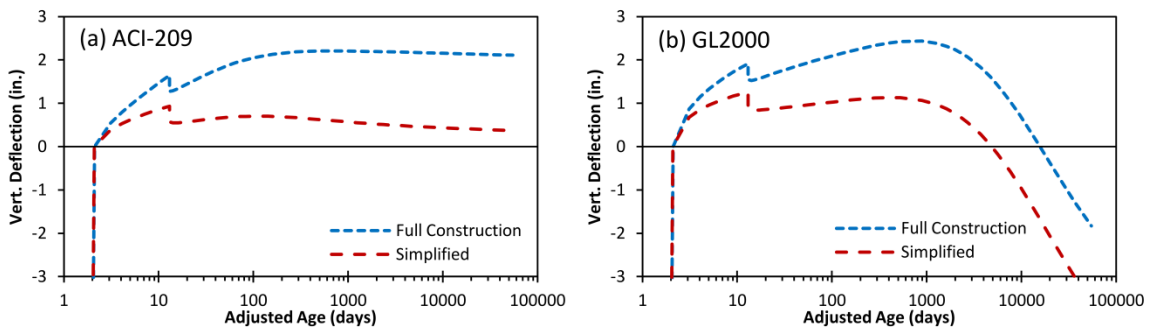 (a) ACI-209
Vert. Deflection (in.)
3
2
1
0
-1
-2
-3
Full Construction
Simplified
1 10 100 1000 10000 100000
Adjusted Age (days)
(b) GL2000
Vert. Deflection (in.)
3
2
1
0
-1
-2
-3
Full Construction
Simplified
1 10 100 1000 10000 100000
Adjusted Age (days)